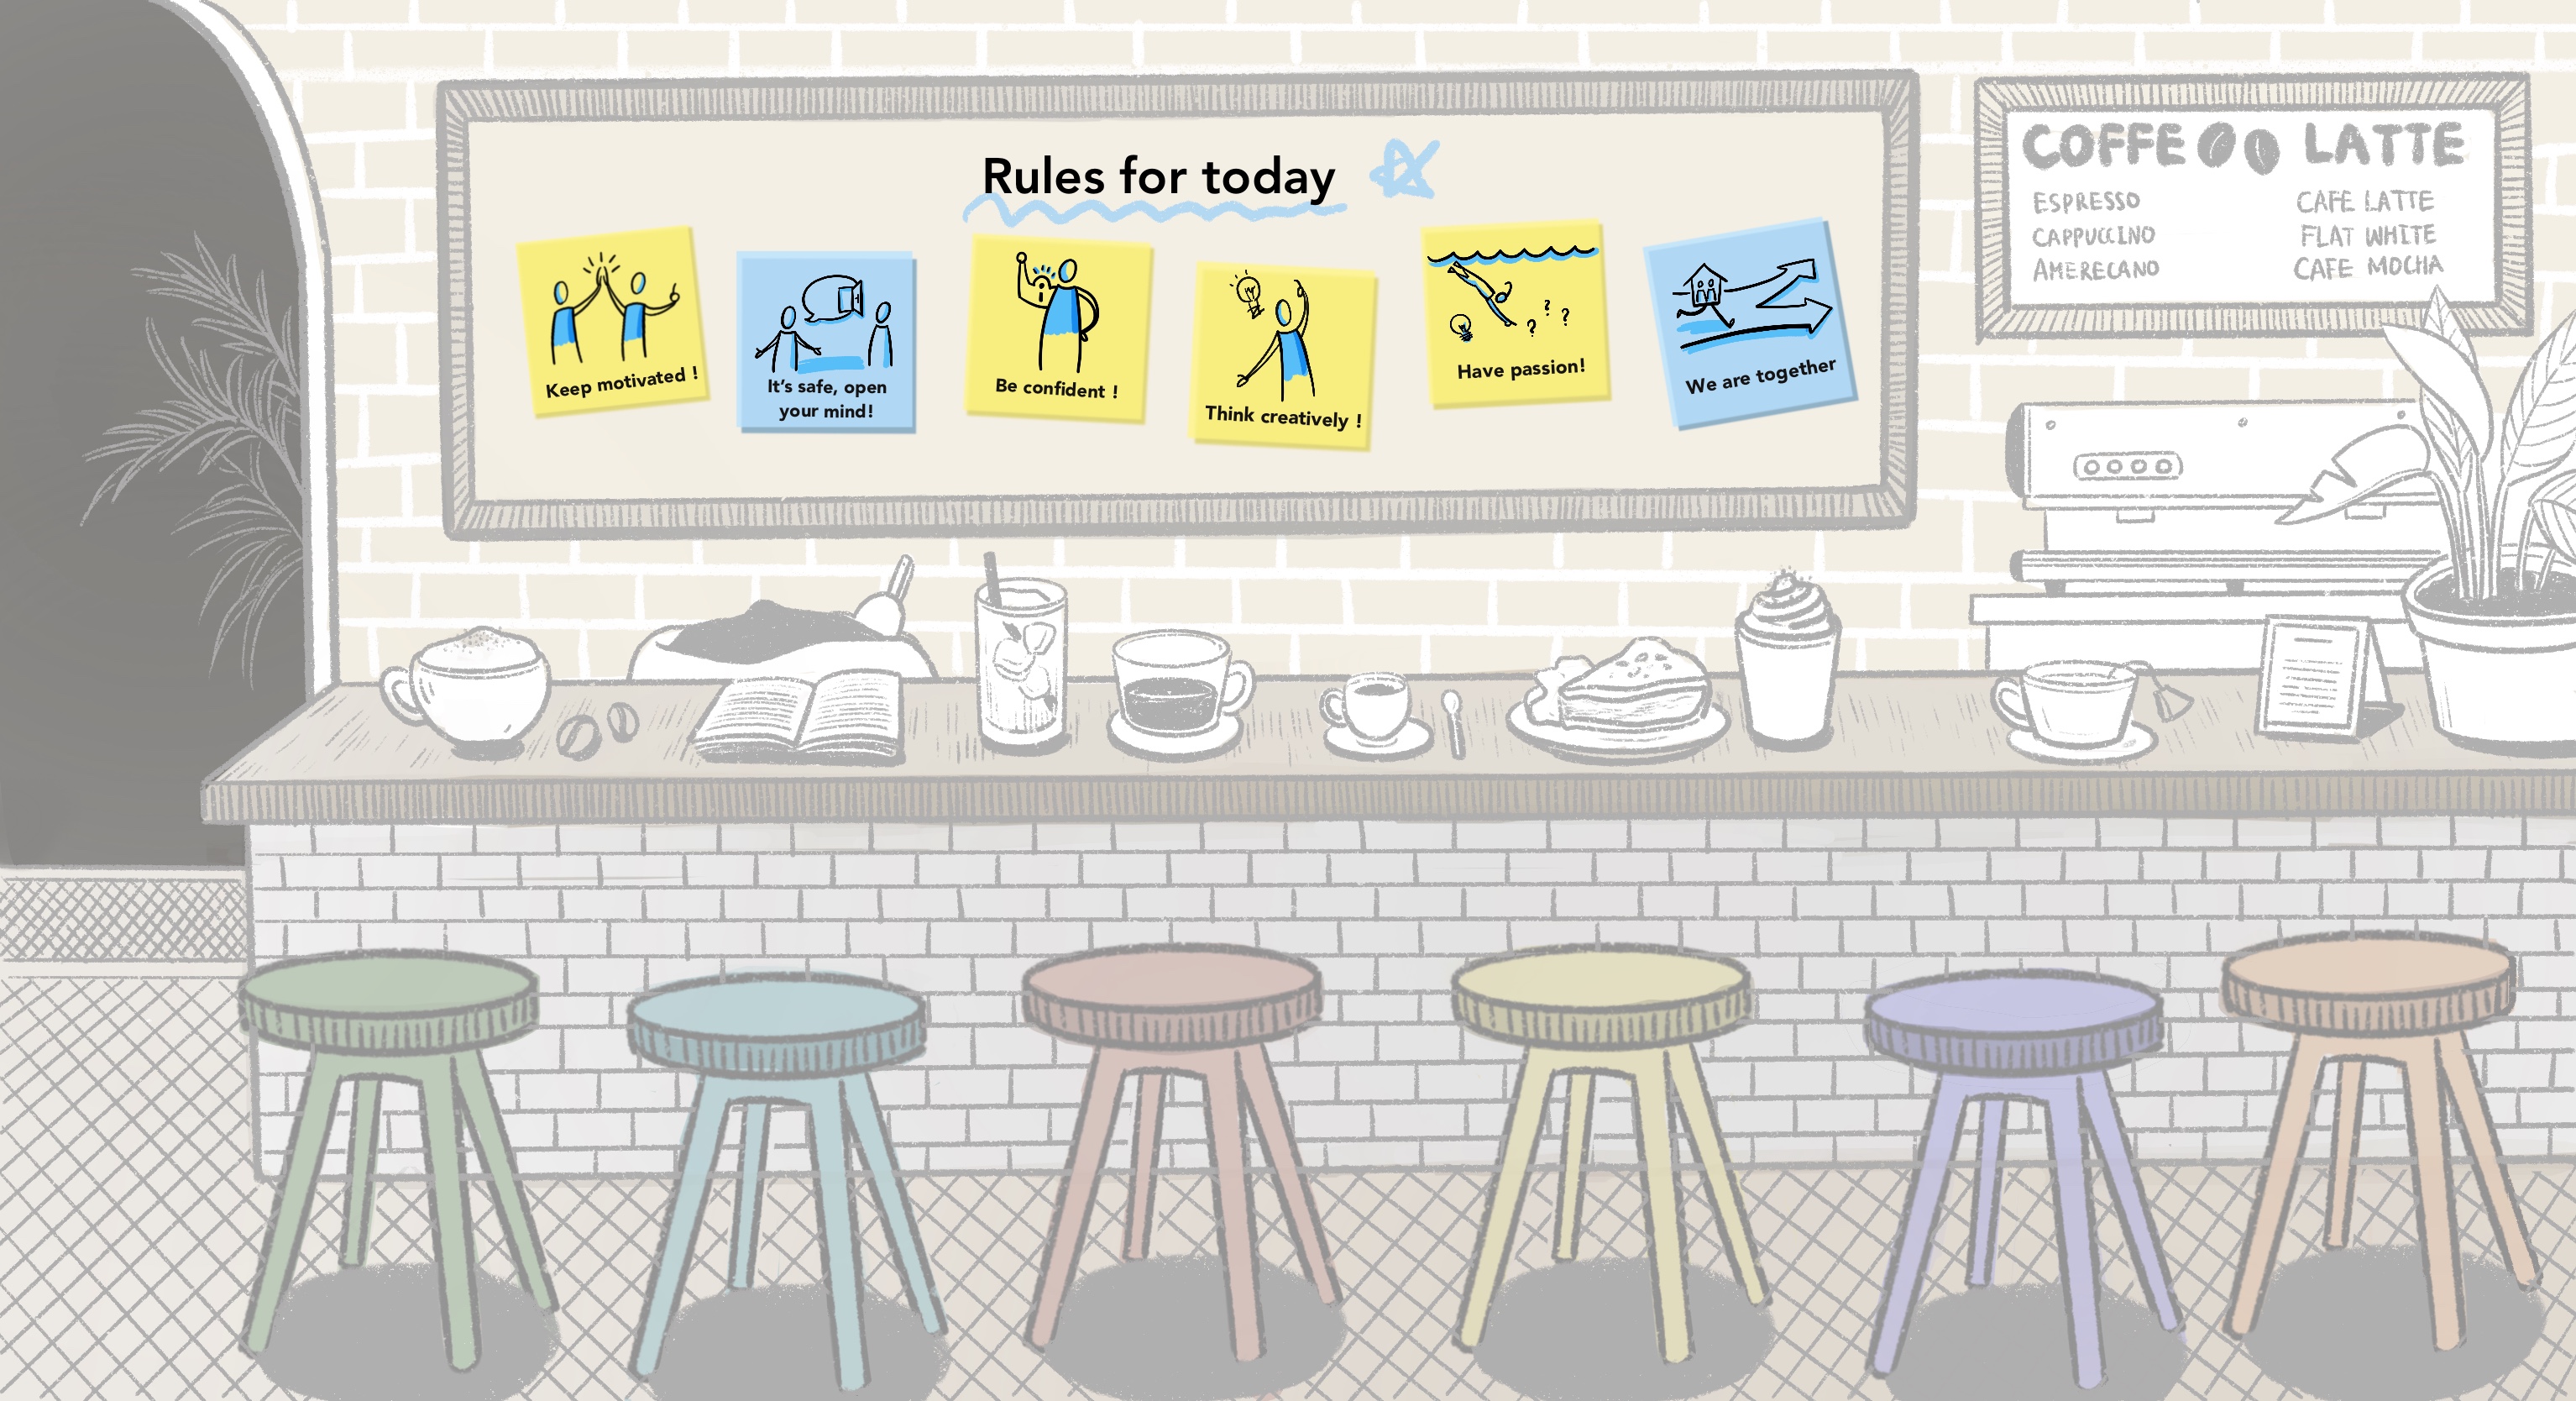 Rules for today
Keep motivated !
It's safe, open
your mind!
Be confident !
Think creatively !
Have passion!
? ? ?
We are together
COFFE LATTE
ESPRESSO
CAPPUCCINO
AMERECANO
CAFE LATTE
FLAT WHITE
CAFE MOCHA